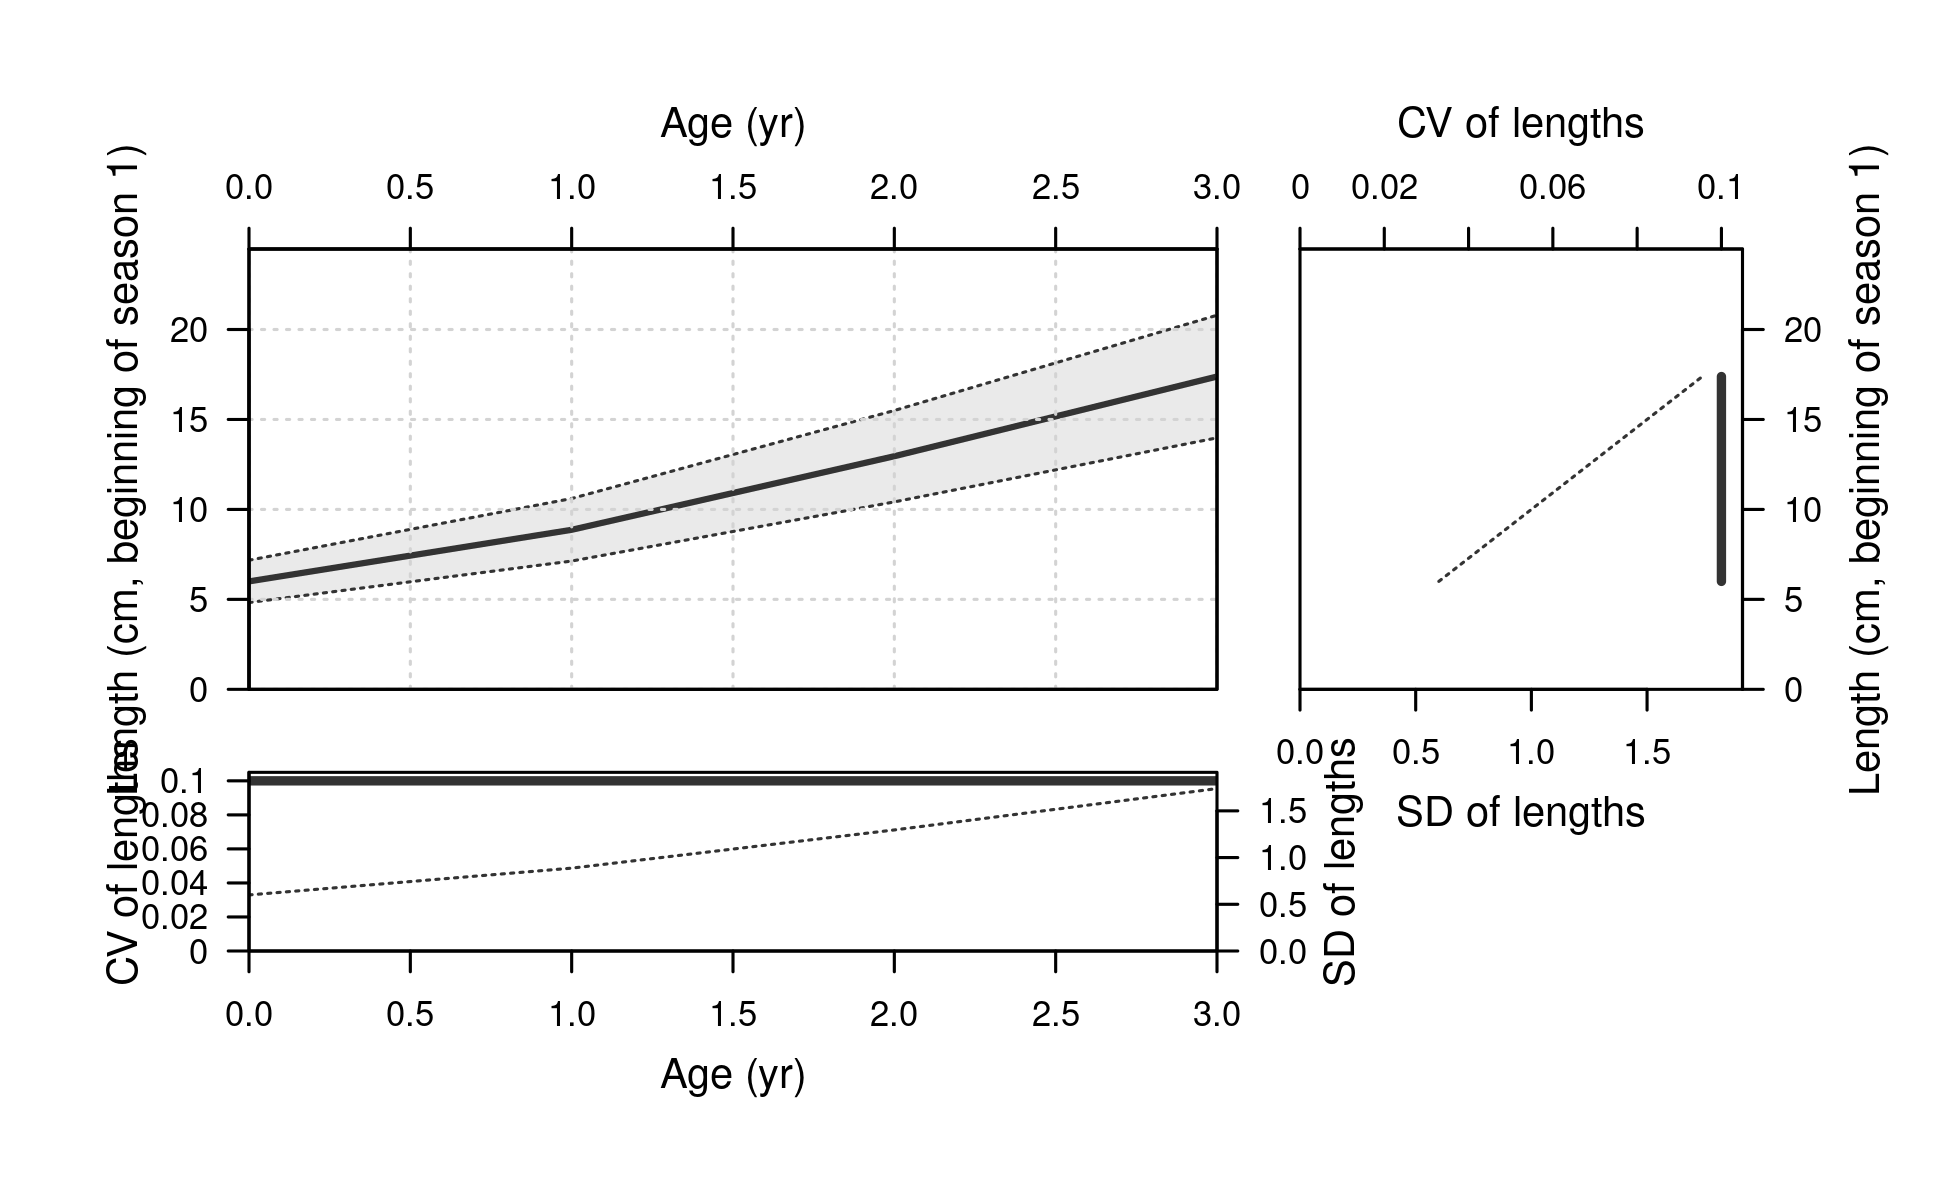 Age (yr)
CV of lengths
0.0 0.5 1.0 1.5 2.0 2.5 3.0
0 0.02 0.06 0.1
Length (cm, beginning of season 1)
20
15
10
5
0
20
15
10
5
0
Length (cm, beginning of season 1)
0.0 0.5 1.0 1.5
SD of lengths
CV of lengths
0.1
0.08
0.06
0.04
0.02
0
1.5
1.0
0.5
0.0
SD of lengths
0.0 0.5 1.0 1.5 2.0 2.5 3.0
Age (yr)